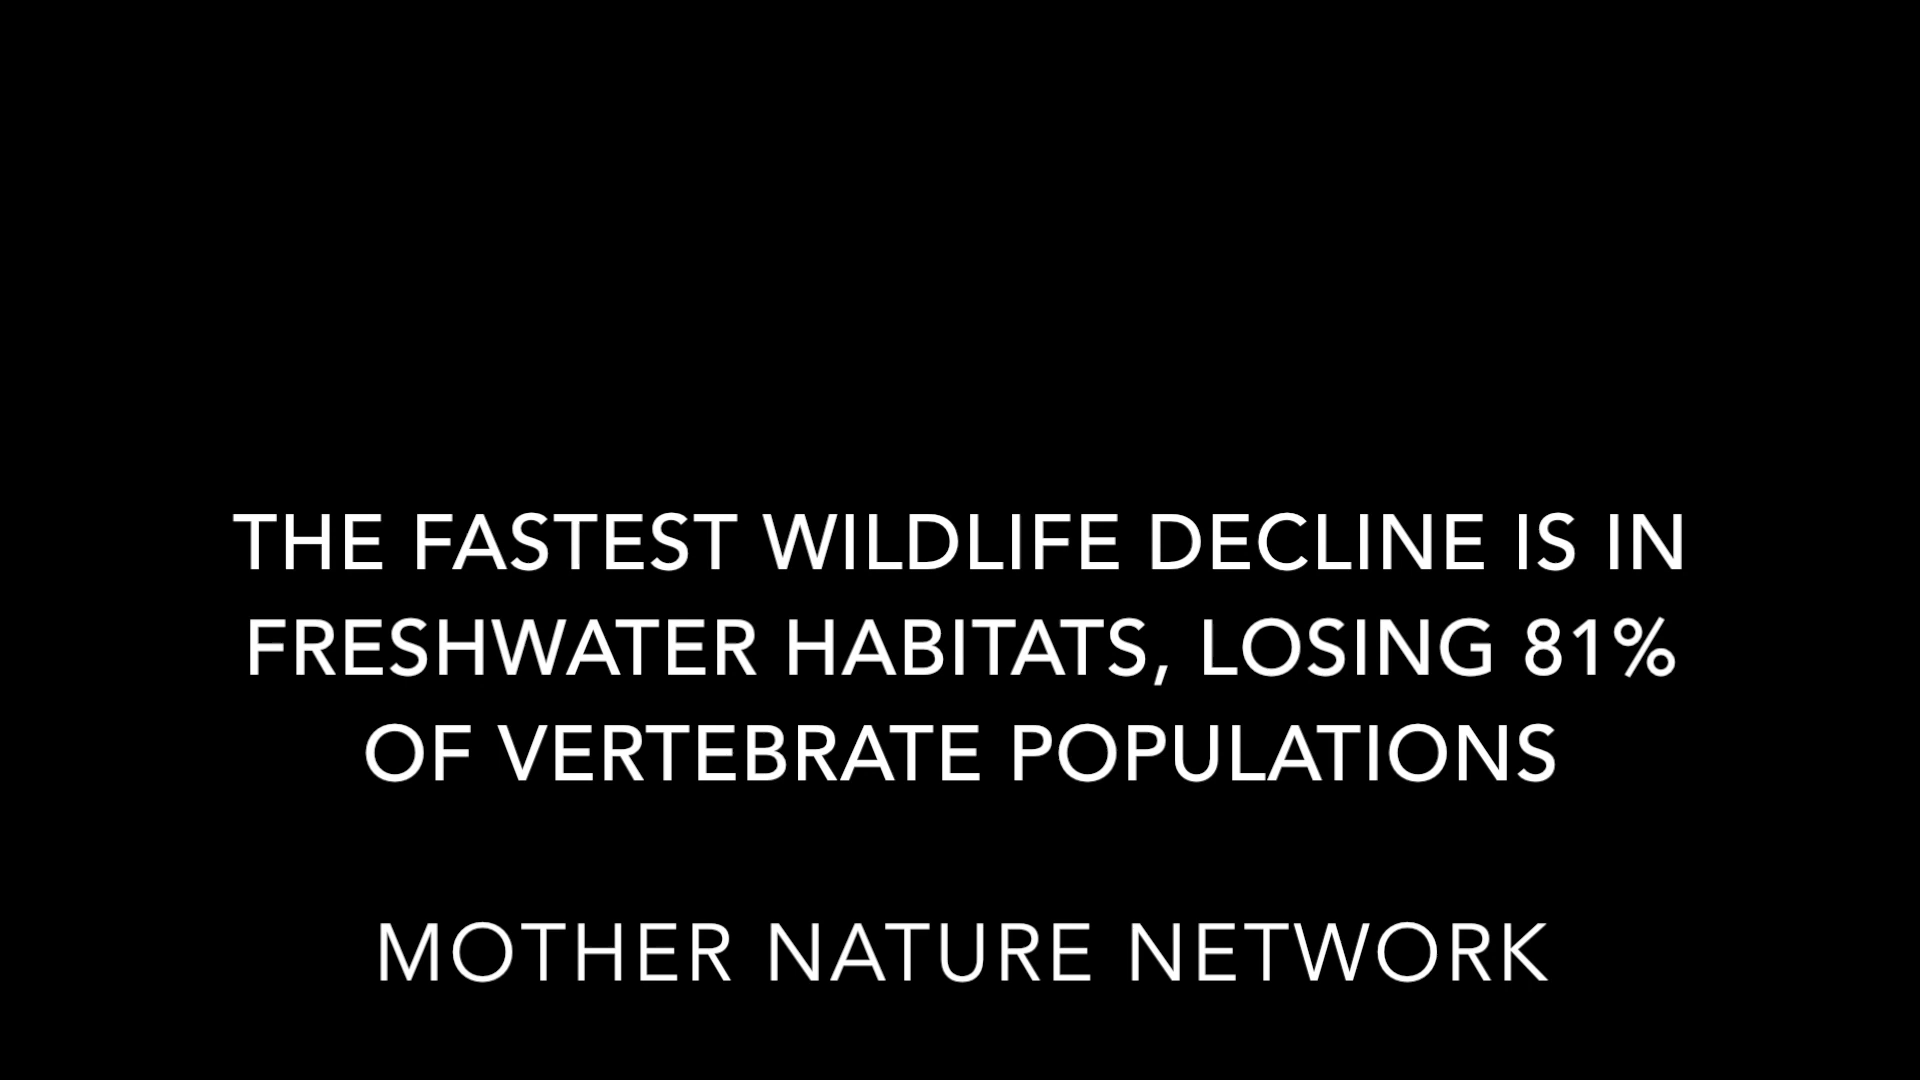 THE FASTEST WILDLIFE DECLINE IS IN
FRESHWATER HABITATS, LOSING 81%
OF VERTEBRATE POPULATIONS
MOTHER NATURE NETWORK